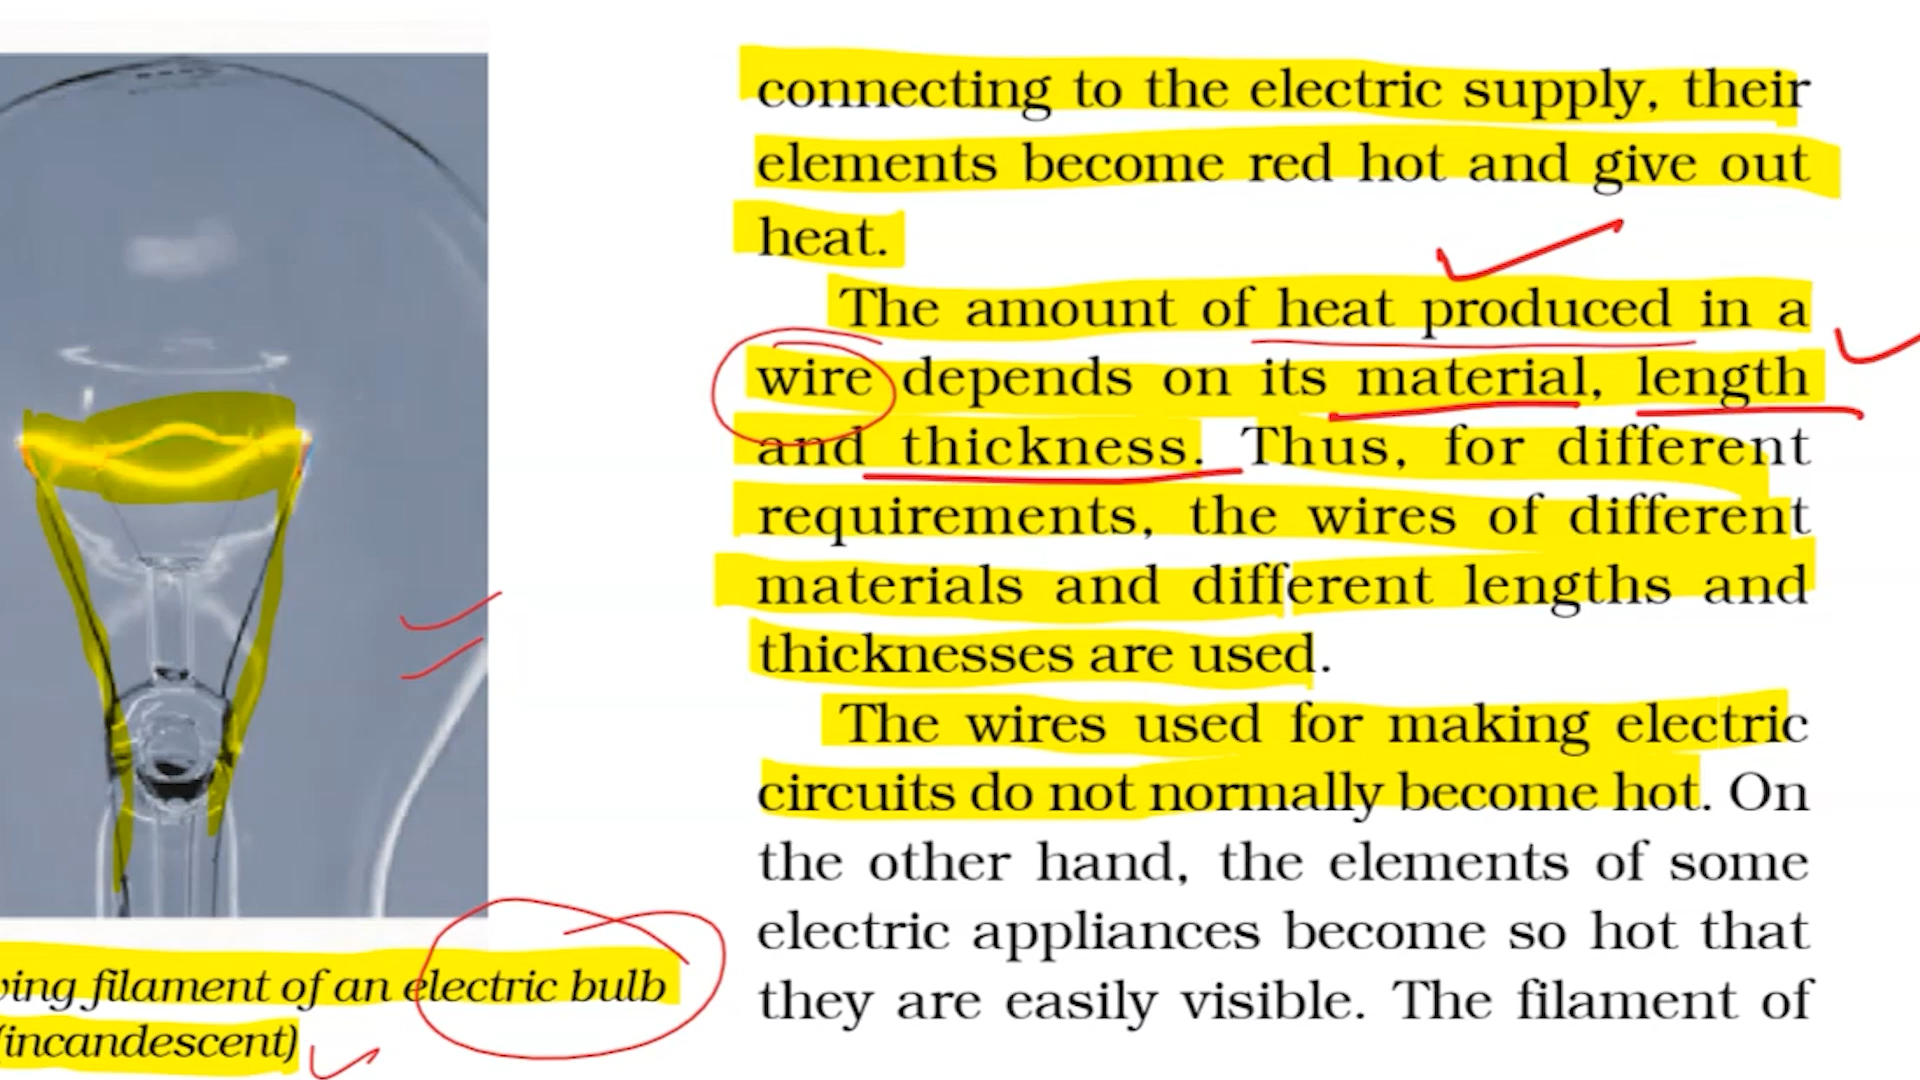 connecting to the electric supply, their
elements become red hot and give out
heat.
The amount of heat produced in a
wire depends on its material, length
and thickness. Thus, for different
requirements, the wires of different
materials and different lengths and
thicknesses are used.
The wires used for making electric
circuits do not normally become hot. On
the other hand, the elements of some
electric appliances become so hot that
they are easily visible. The filament of
filament of an electric bulb
(incandescent)